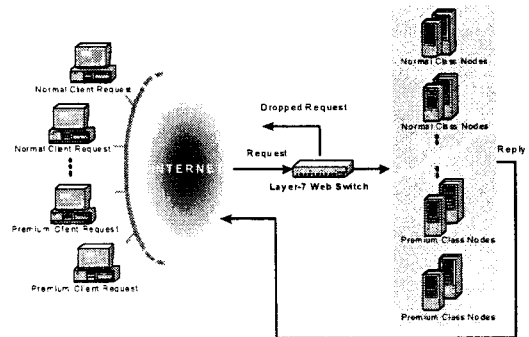 Normal Client Request
Normal Client Request
Premium Client Request
Premium Client Request
INTERNET
Dropped Request
Request
Layer-7 Web Switch
Normal Class Nodes
Normal Class Nodes
Reply
Premium Class Nodes
Premium Class Nodes